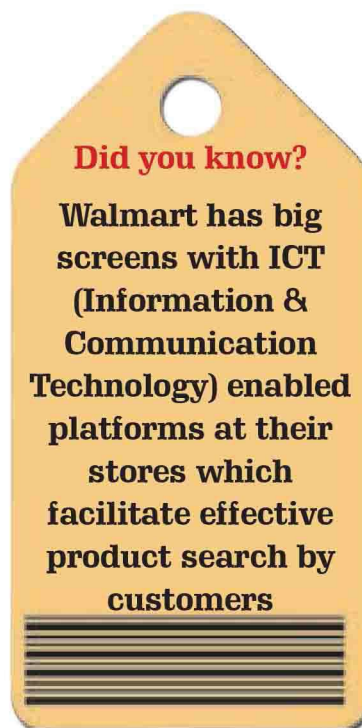 Did you know?
Walmart has big
screens with ICT
(Information &
Communication
Technology) enabled
platforms at their
stores which
facilitate effective
product search by
customers